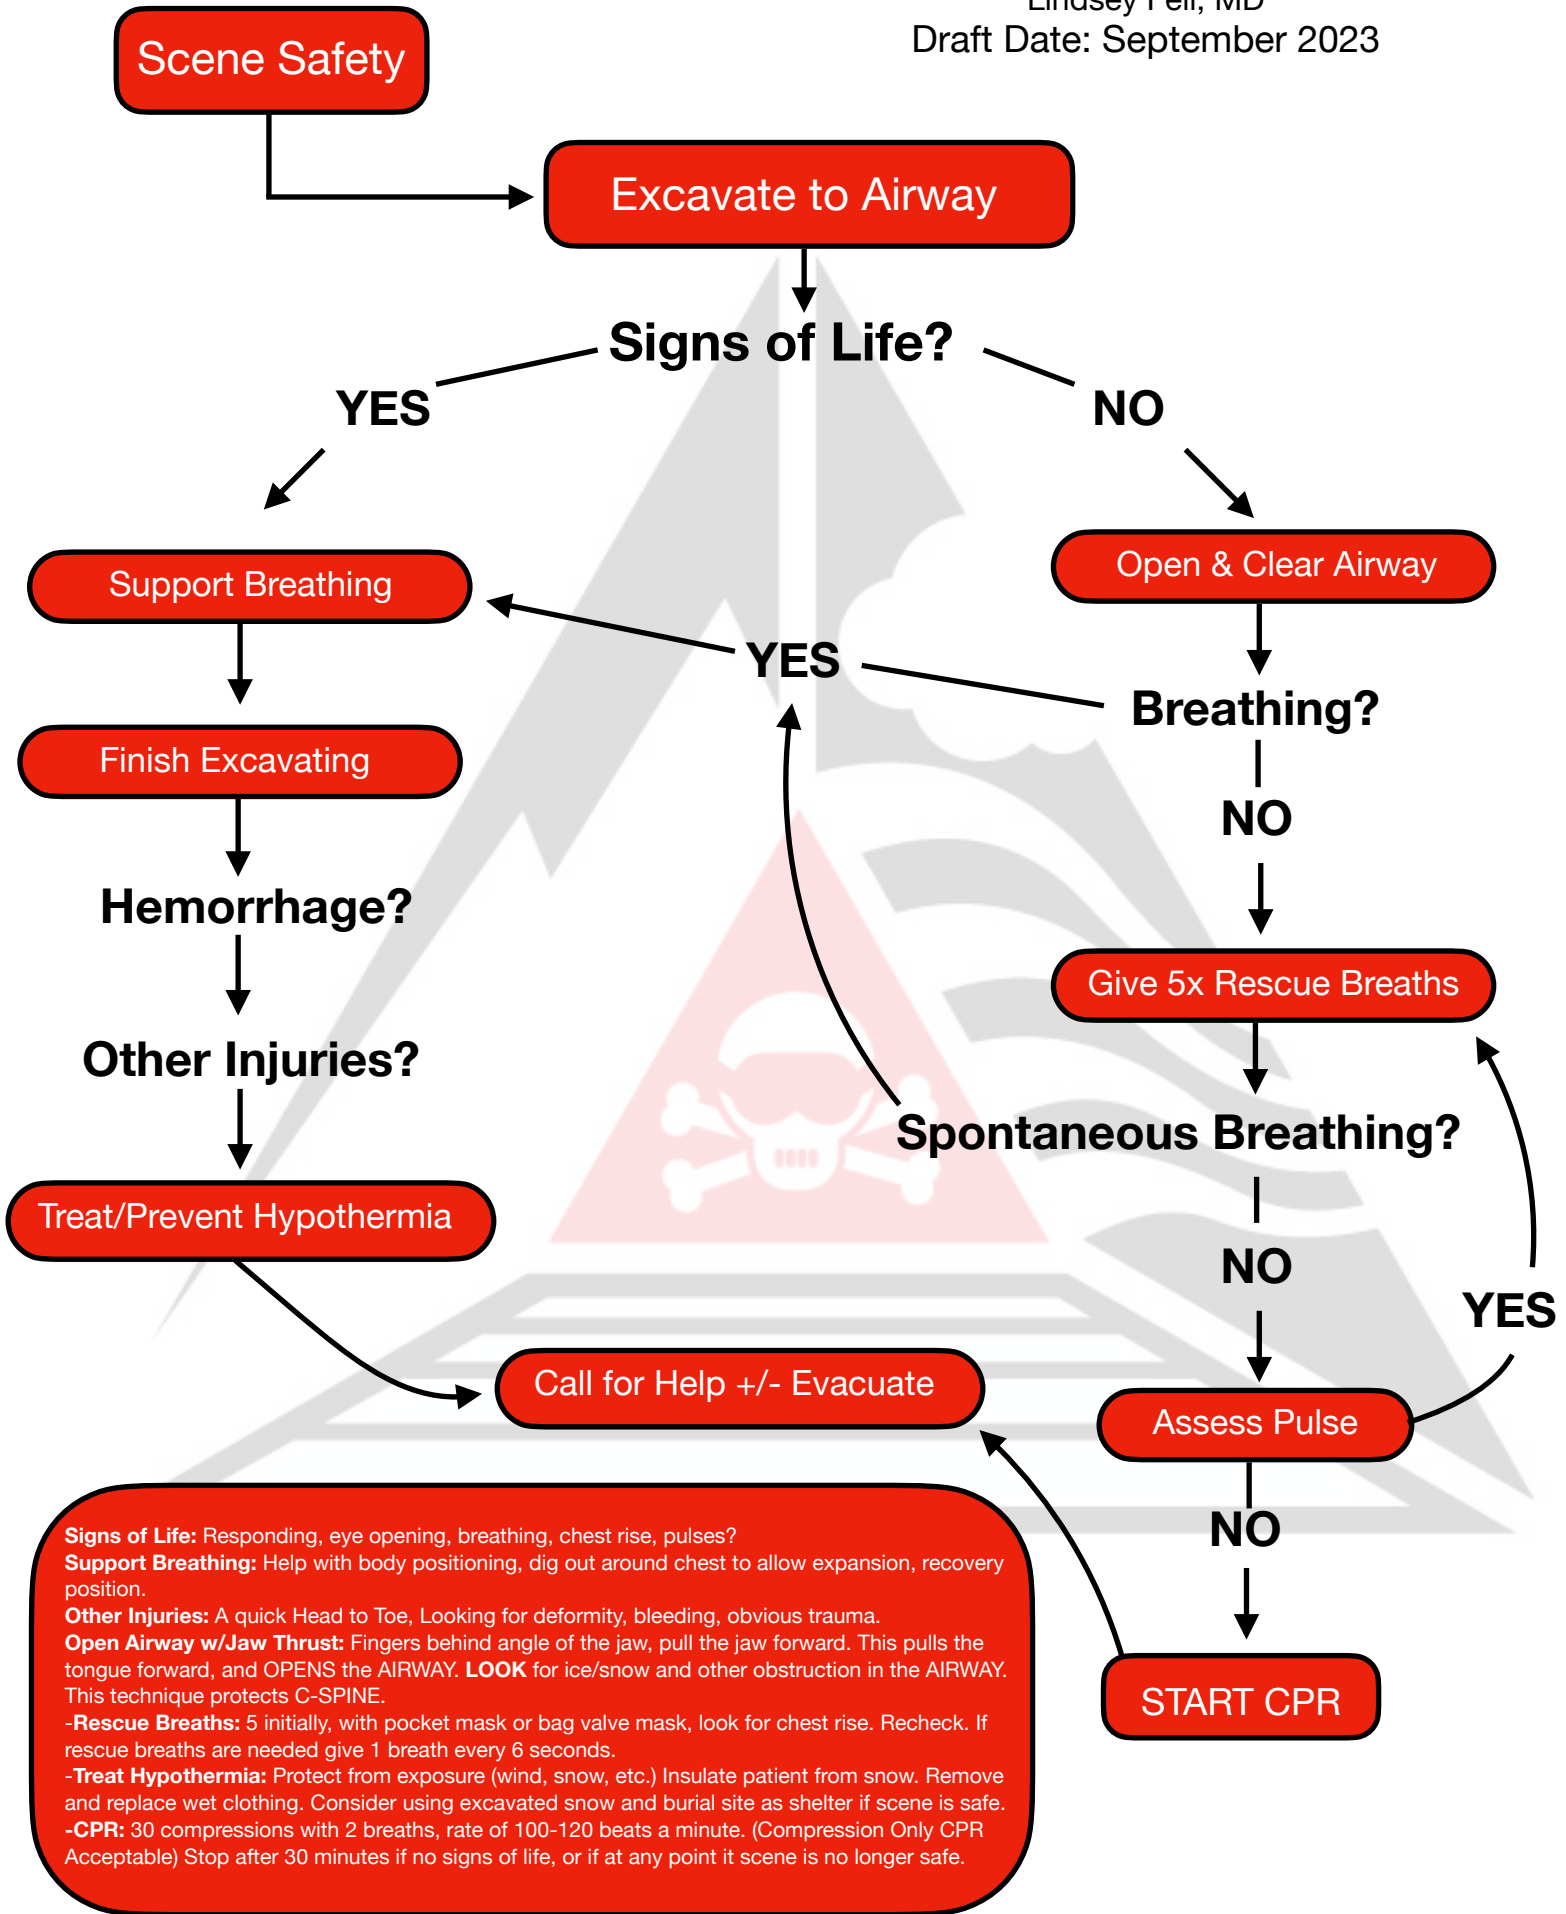 Lindsey Fell, MD
Draft Date: September 2023
Scene Safety
Excavate to Airway
Signs of Life?
YES
NO
Support Breathing
Open & Clear Airway
YES
Breathing?
Finish Excavating
NO
Hemorrhage?
Give 5x Rescue Breaths
Other Injuries?
Spontaneous Breathing?
Treat/Prevent Hypothermia
NO
YES
Call for Help +/- Evacuate
Assess Pulse
NO
START CPR
Signs of Life: Responding, eye opening, breathing, chest rise, pulses?
Support Breathing: Help with body positioning, dig out around chest to allow expansion, recovery
position.
Other Injuries: A quick Head to Toe, Looking for deformity, bleeding, obvious trauma.
Open Airway w/Jaw Thrust: Fingers behind angle of the jaw, pull the jaw forward. This pulls the
tongue forward, and OPENS the AIRWAY. LOOK for ice/snow and other obstruction in the AIRWAY.
This technique protects C-SPINE.
-Rescue Breaths: 5 initially, with pocket mask or bag valve mask, look for chest rise. Recheck. If
rescue breaths are needed give 1 breath every 6 seconds.
-Treat Hypothermia: Protect from exposure (wind, snow, etc.) Insulate patient from snow. Remove
and replace wet clothing. Consider using excavated snow and burial site as shelter if scene is safe.
-CPR: 30 compressions with 2 breaths, rate of 100-120 beats a minute. (Compression Only CPR
Acceptable) Stop after 30 minutes if no signs of life, or if at any point it scene is no longer safe.